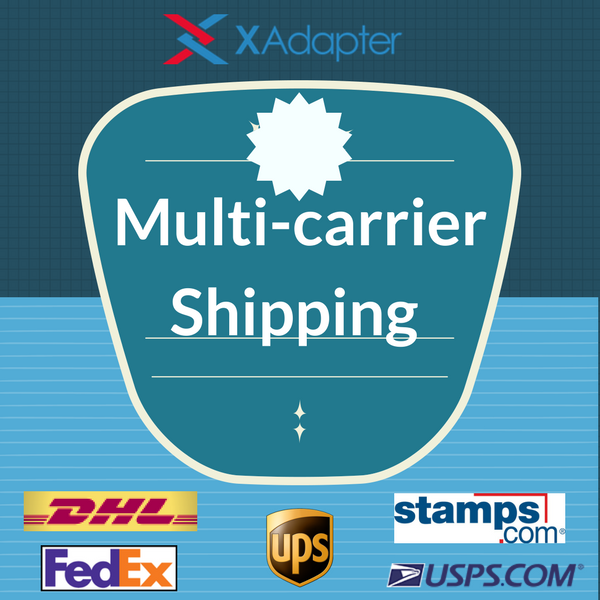 XAdapter
Multi-carrier
Shipping
DHL
stamps
.com®
ups
FedEx
USPS.COM®